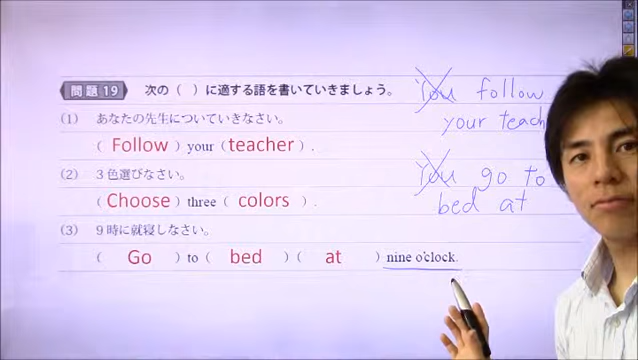 問題19 次の( )に適する語を書いていきましょう。
(1) あなたの先生についていきなさい。
( Follow ) your ( teacher ) .
(2) 3色選びなさい。
( Choose ) three ( colors ) .
(3) 9時に就寝しなさい。
( Go ) to ( bed ) ( at ) nine o'clock.
You follow
your teach
You go to
bed at